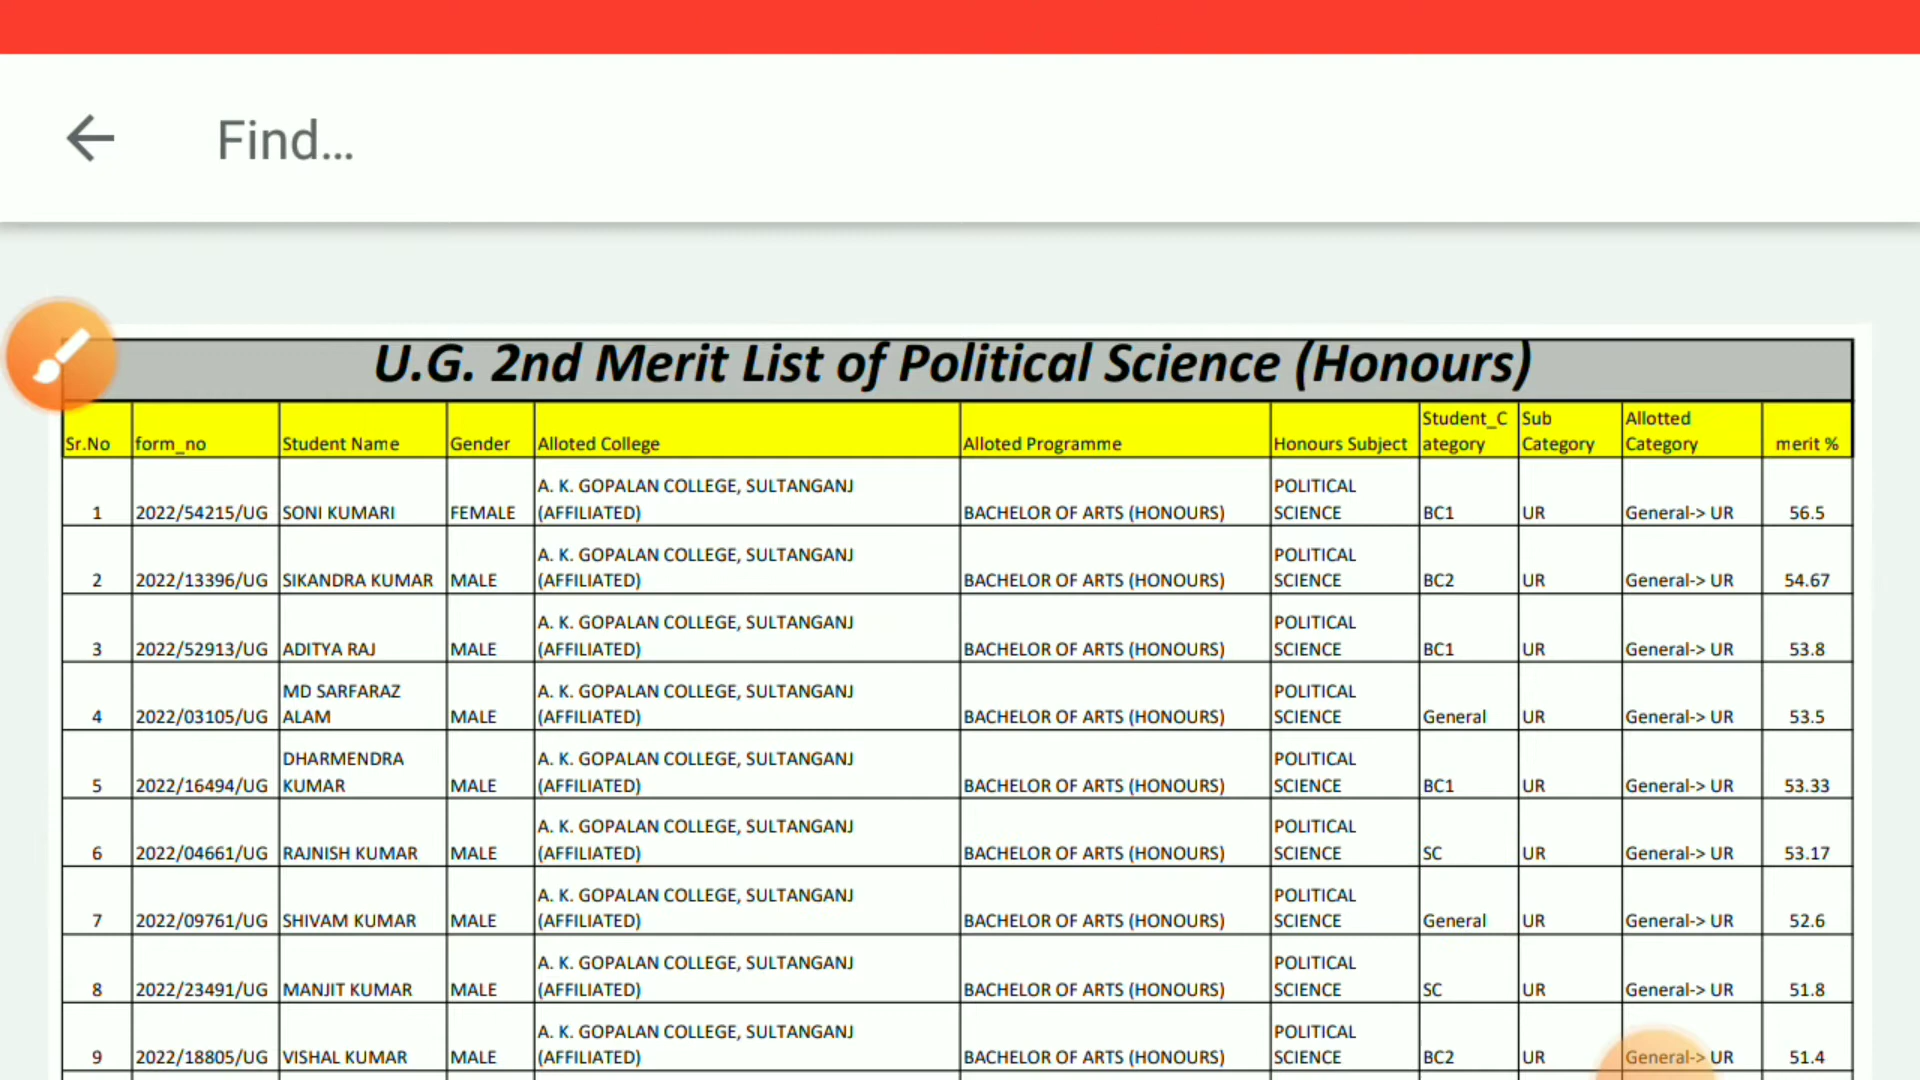 Find...
U.G. 2nd Merit List of Political Science (Honours)
Sr.No form_no Student Name Gender Alloted College Alloted Programme Honours Subject Student_Category Sub Category Allotted Category merit %
1 2022/54215/UG SONI KUMARI FEMALE A. K. GOPALAN COLLEGE, SULTANGANJ (AFFILIATED) BACHELOR OF ARTS (HONOURS) POLITICAL SCIENCE BC1 UR General-> UR 56.5
2 2022/13396/UG SIKANDRA KUMAR MALE A. K. GOPALAN COLLEGE, SULTANGANJ (AFFILIATED) BACHELOR OF ARTS (HONOURS) POLITICAL SCIENCE BC2 UR General-> UR 54.67
3 2022/52913/UG ADITYA RAJ MALE A. K. GOPALAN COLLEGE, SULTANGANJ (AFFILIATED) BACHELOR OF ARTS (HONOURS) POLITICAL SCIENCE BC1 UR General-> UR 53.8
4 2022/03105/UG MD SARFARAZ ALAM MALE A. K. GOPALAN COLLEGE, SULTANGANJ (AFFILIATED) BACHELOR OF ARTS (HONOURS) POLITICAL SCIENCE General UR General-> UR 53.5
5 2022/16494/UG DHARMENDRA KUMAR MALE A. K. GOPALAN COLLEGE, SULTANGANJ (AFFILIATED) BACHELOR OF ARTS (HONOURS) POLITICAL SCIENCE BC1 UR General-> UR 53.33
6 2022/04661/UG RAJNISH KUMAR MALE A. K. GOPALAN COLLEGE, SULTANGANJ (AFFILIATED) BACHELOR OF ARTS (HONOURS) POLITICAL SCIENCE SC UR General-> UR 53.17
7 2022/09761/UG SHIVAM KUMAR MALE A. K. GOPALAN COLLEGE, SULTANGANJ (AFFILIATED) BACHELOR OF ARTS (HONOURS) POLITICAL SCIENCE General UR General-> UR 52.6
8 2022/23491/UG MANJIT KUMAR MALE A. K. GOPALAN COLLEGE, SULTANGANJ (AFFILIATED) BACHELOR OF ARTS (HONOURS) POLITICAL SCIENCE SC UR General-> UR 51.8
9 2022/18805/UG VISHAL KUMAR MALE A. K. GOPALAN COLLEGE, SULTANGANJ (AFFILIATED) BACHELOR OF ARTS (HONOURS) POLITICAL SCIENCE BC2 UR General-> UR 51.4